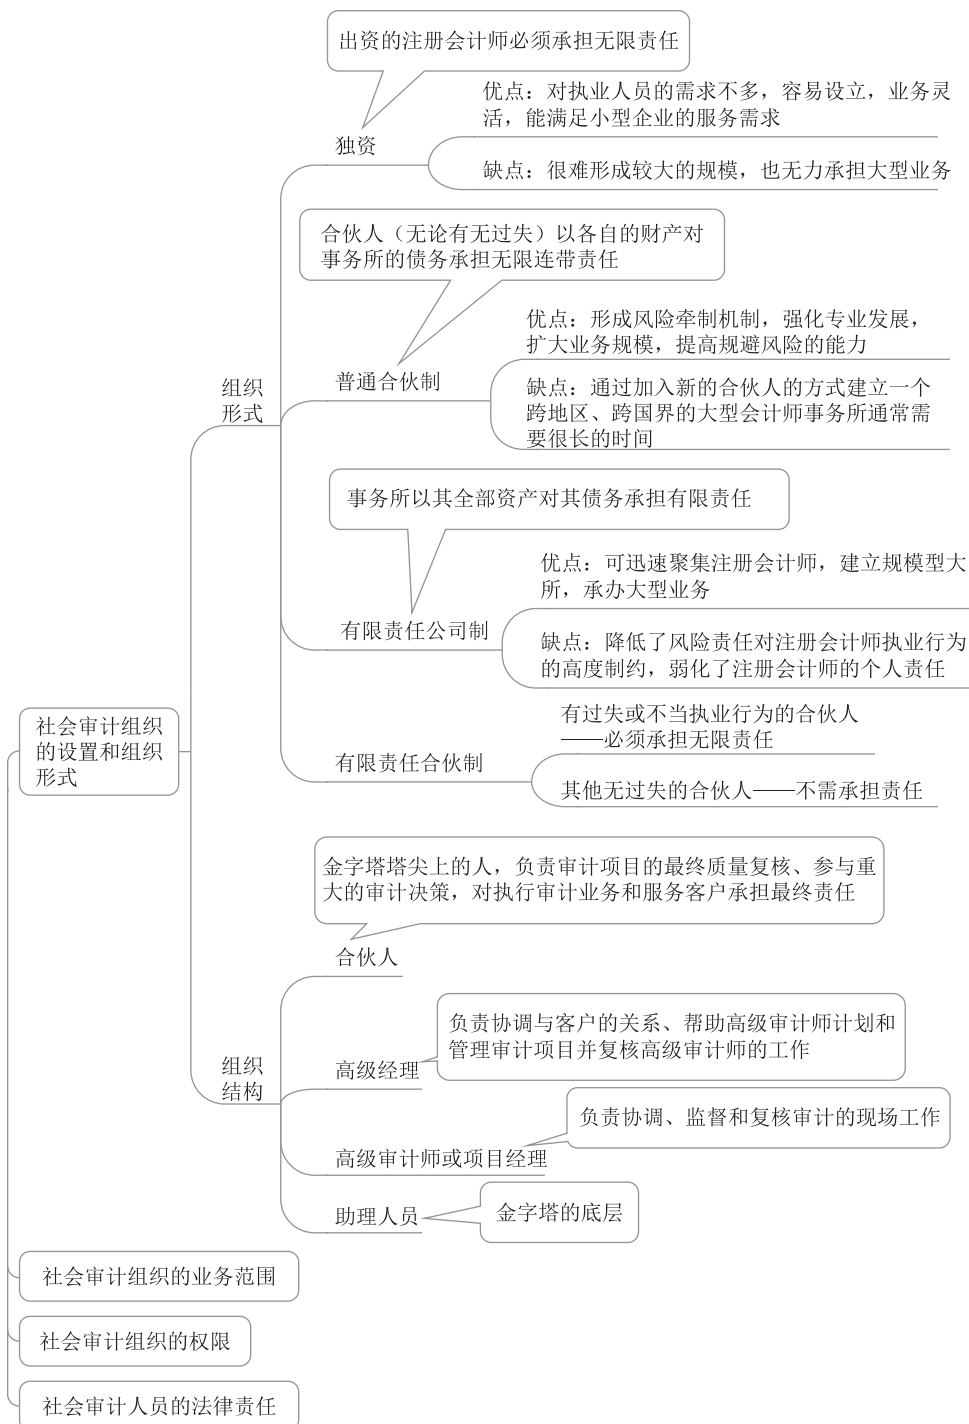 出资的注册会计师必须承担无限责任
优点：对执业人员的需求不多，容易设立，业务灵
活，能满足小型企业的服务需求
独资
缺点：很难形成较大的规模，也无力承担大型业务
合伙人（无论有无过失）以各自的财产对
事务所的债务承担无限连带责任
优点：形成风险牵制机制，强化专业发展，
扩大业务规模，提高规避风险的能力
普通合伙制
缺点：通过加入新的合伙人的方式建立一个
跨地区、跨国界的大型会计师事务所通常需
要很长的时间
组织
形式
事务所以其全部资产对其债务承担有限责任
优点：可迅速聚集注册会计师，建立规模型大
所，承办大型业务
有限责任公司制
缺点：降低了风险责任对注册会计师执业行为
的高度制约，弱化了注册会计师的个人责任
有过失或不当执业行为的合伙人
——必须承担无限责任
有限责任合伙制
其他无过失的合伙人——不需承担责任
社会审计组织
的设置和组织
形式
金字塔塔尖上的人，负责审计项目的最终质量复核、参与重
大的审计决策，对执行审计业务和服务客户承担最终责任
合伙人
负责协调与客户的关系、帮助高级审计师计划和
管理审计项目并复核高级审计师的工作
高级经理
组织
结构
负责协调、监督和复核审计的现场工作
高级审计师或项目经理
助理人员
金字塔的底层
社会审计组织的业务范围
社会审计组织的权限
社会审计人员的法律责任